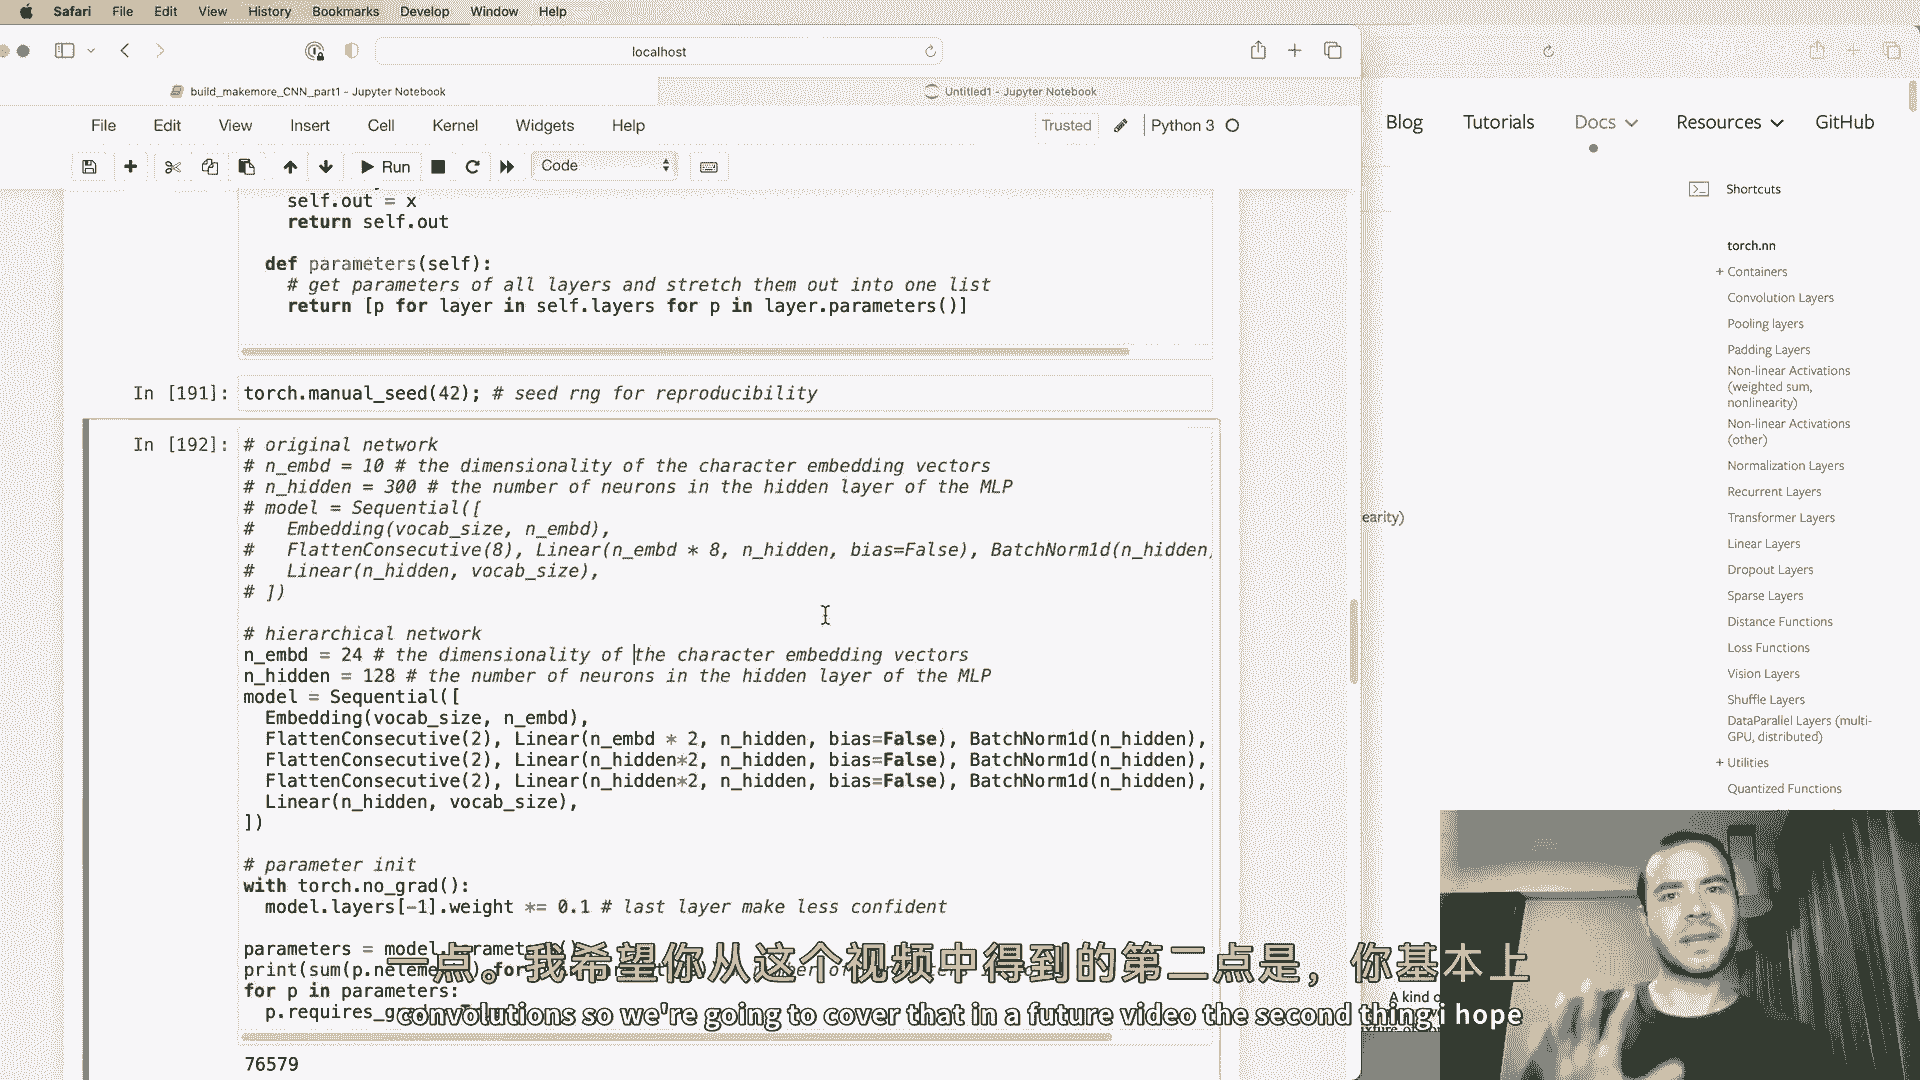 Safari File Edit View History Bookmarks Develop Window Help
localhost
build_makemore_CNN_part1 - Jupyter Notebook
Untitled1 - Jupyter Notebook
File Edit View Insert Cell Kernel Widgets Help
Trusted
Python 3
Run
Code
self.out = x
return self.out
def parameters(self):
# get parameters of all layers and stretch them out into one list
return [p for layer in self.layers for p in layer.parameters()]
In [191]: torch.manual_seed(42); # seed rng for reproducibility
In [192]: # original network
# n_embd = 10 # the dimensionality of the character embedding vectors
# n_hidden = 300 # the number of neurons in the hidden layer of the MLP
# model = Sequential([
#   Embedding(vocab_size, n_embd),
#   FlattenConsecutive(8), Linear(n_embd * 8, n_hidden, bias=False), BatchNorm1d(n_hidden)
#   Linear(n_hidden, vocab_size),
# ])
# hierarchical network
n_embd = 24 # the dimensionality of the character embedding vectors
n_hidden = 128 # the number of neurons in the hidden layer of the MLP
model = Sequential([
Embedding(vocab_size, n_embd),
FlattenConsecutive(2), Linear(n_embd * 2, n_hidden, bias=False), BatchNorm1d(n_hidden),
FlattenConsecutive(2), Linear(n_hidden*2, n_hidden, bias=False), BatchNorm1d(n_hidden),
FlattenConsecutive(2), Linear(n_hidden*2, n_hidden, bias=False), BatchNorm1d(n_hidden),
Linear(n_hidden, vocab_size),
])
# parameter init
with torch.no_grad():
model.layers[-1].weight *= 0.1 # last layer make less confident
parameters = model.parameters()
print(sum(p.nelement() for
for p in parameters:
p.requires_g
76579
Blog Tutorials Docs Resources GitHub
Shortcuts
torch.nn
+ Containers
Convolution Layers
Pooling layers
Padding Layers
Non-linear Activations
(weighted sum,
nonlinearity)
Non-linear Activations
(other)
Normalization Layers
Recurrent Layers
Transformer Layers
Linear Layers
Dropout Layers
Sparse Layers
Distance Functions
Loss Functions
Vision Layers
Shuffle Layers
DataParallel Layers (multi-
GPU, distributed)
+ Utilities
Quantized Functions
earity)
A kind o
一点。我希望你从这个视频中得到的第二点是，你基本上
convolutions so we're going to cover that in a future video the second thing i hope